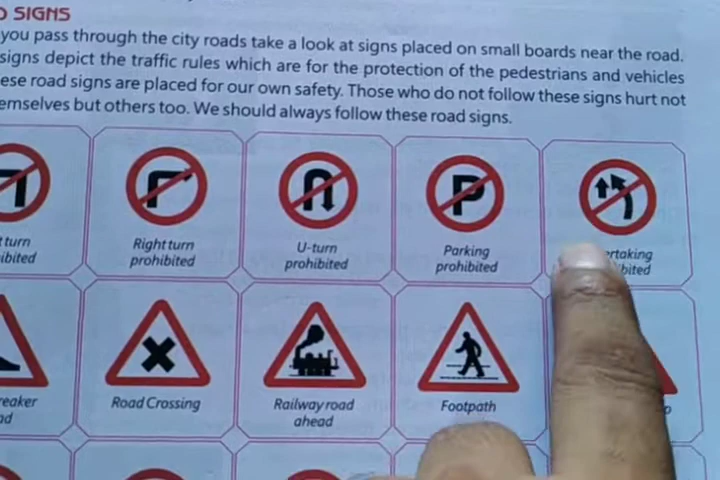 SIGNS
you pass through the city roads take a look at signs placed on small boards near the road.
signs depict the traffic rules which are for the protection of the pedestrians and vehicles
ese road signs are placed for our own safety. Those who do not follow these signs hurt not
emselves but others too. We should always follow these road signs.
turn
ibited
Right turn
prohibited
U-turn
prohibited
P
Parking
prohibited
rtaking
bited
reaker
ad
Road Crossing
Railway road
ahead
Footpath